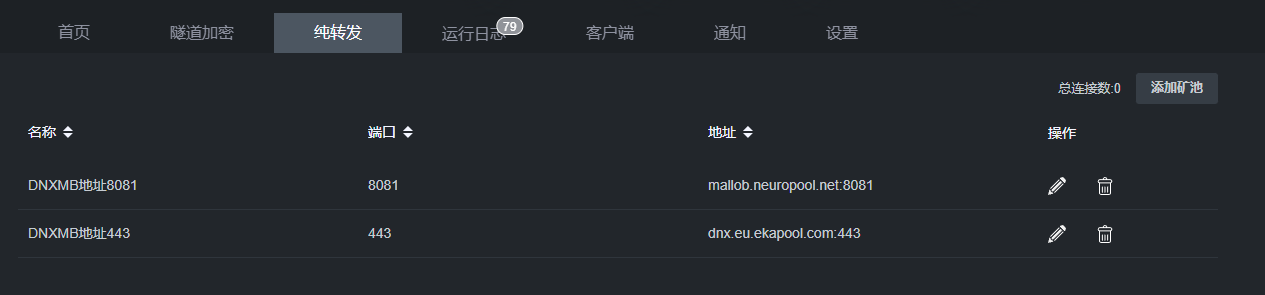 首页 隧道加密 纯转发 运行日志 79 客户端 通知 设置
总连接数:0 添加矿池
名称 端口 地址 操作
DNXMB地址8081 8081 mallob.neuropool.net:8081
DNXMB地址443 443 dnx.eu.ekapool.com:443